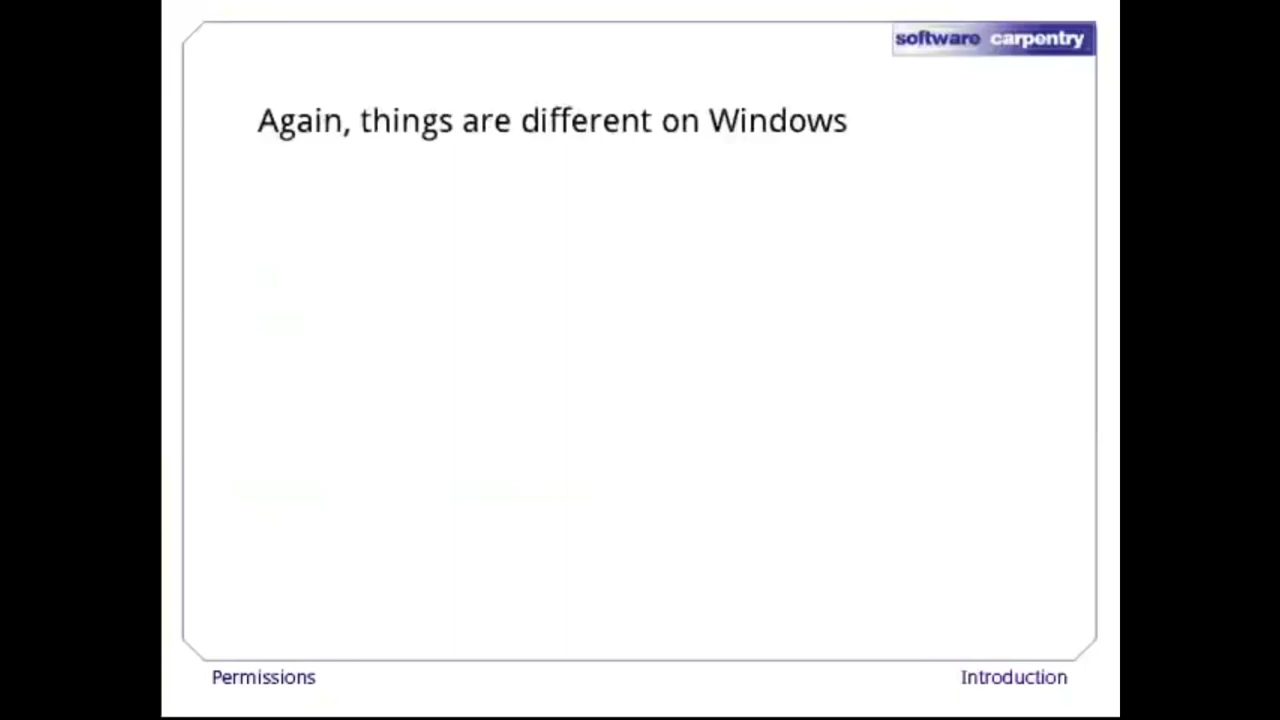 software carpentry
Again, things are different on Windows
Permissions
Introduction